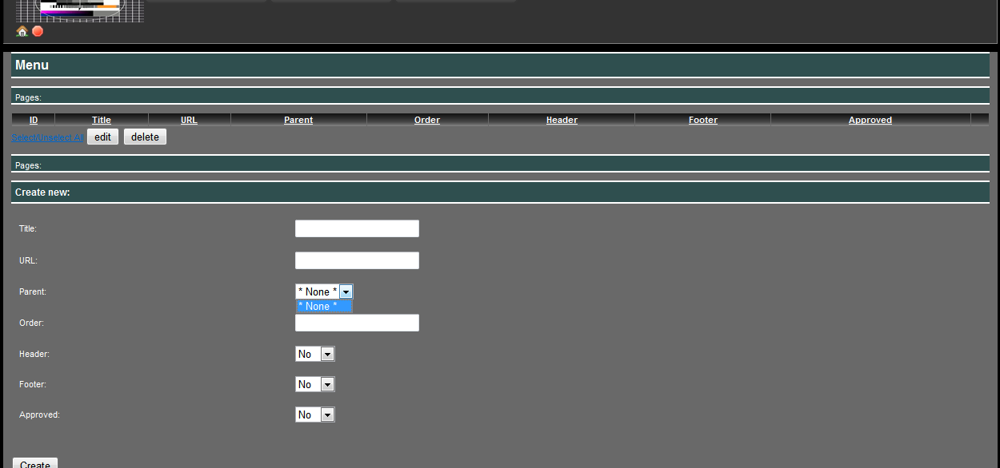 Menu
Pages:
ID Title URL Parent Order Header Footer Approved
Select/Unselect All edit delete
Pages:
Create new:
Title:
URL:
Parent: * None *
* None *
Order:
Header: No
Footer: No
Approved: No
Create